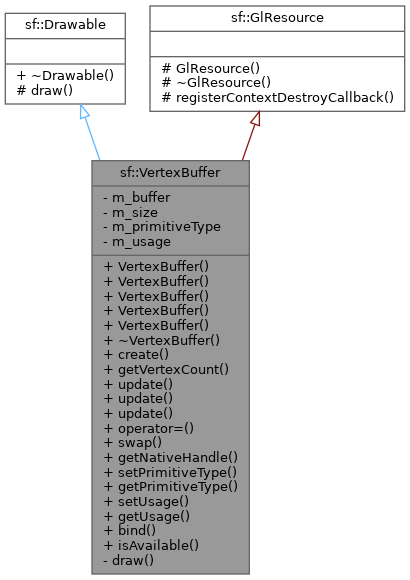 sf::Drawable
+ ~Drawable()
# draw()
sf::GlResource
# GlResource()
# ~GlResource()
# registerContextDestroyCallback()
sf::VertexBuffer
- m_buffer
- m_size
- m_primitiveType
- m_usage
+ VertexBuffer()
+ VertexBuffer()
+ VertexBuffer()
+ VertexBuffer()
+ VertexBuffer()
+ ~VertexBuffer()
+ create()
+ getVertexCount()
+ update()
+ update()
+ update()
+ operator=()
+ swap()
+ getNativeHandle()
+ setPrimitiveType()
+ getPrimitiveType()
+ setUsage()
+ getUsage()
+ bind()
+ isAvailable()
- draw()